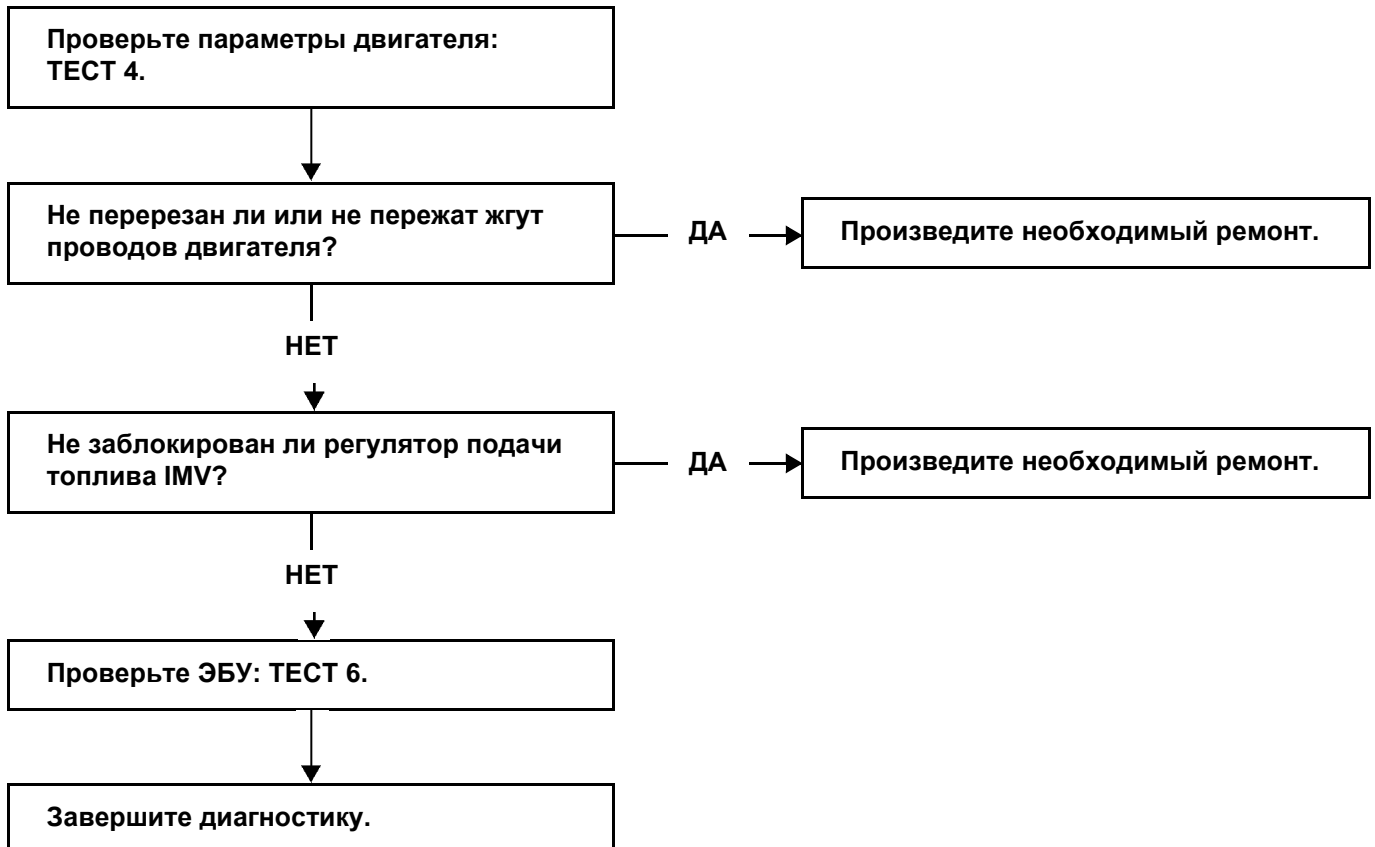 Проверьте параметры двигателя:
ТЕСТ 4.
Не перерезан ли или не пережат жгут
проводов двигателя?
ДА
Произведите необходимый ремонт.
НЕТ
Не заблокирован ли регулятор подачи
топлива IMV?
ДА
Произведите необходимый ремонт.
НЕТ
Проверьте ЭБУ: ТЕСТ 6.
Завершите диагностику.